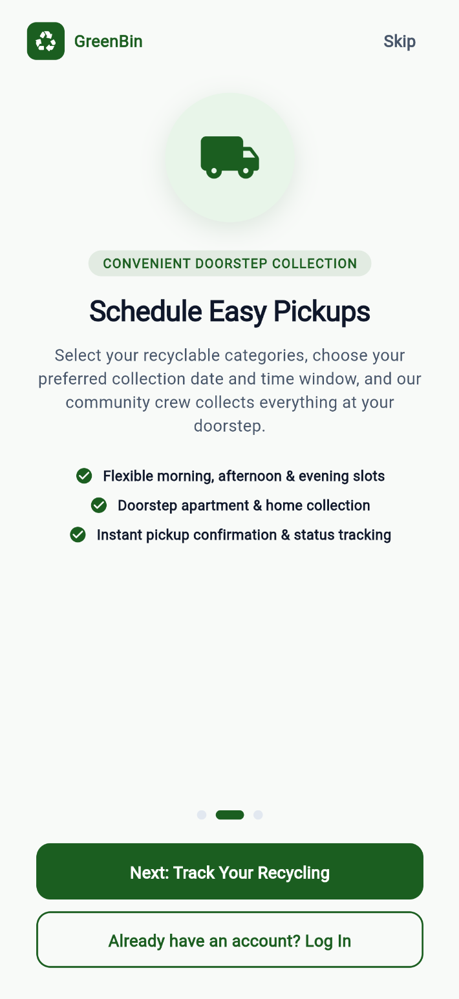 GreenBin
Skip
CONVENIENT DOORSTEP COLLECTION
Schedule Easy Pickups
Select your recyclable categories, choose your
preferred collection date and time window, and our
community crew collects everything at your
doorstep.
Flexible morning, afternoon & evening slots
Doorstep apartment & home collection
Instant pickup confirmation & status tracking
Next: Track Your Recycling
Already have an account? Log In